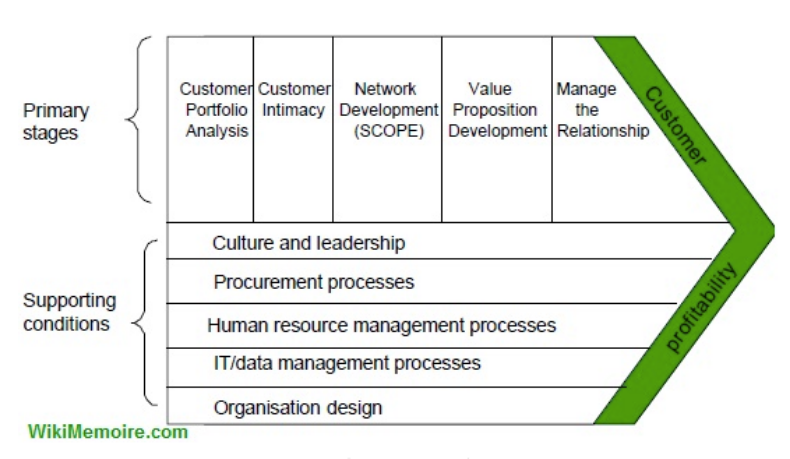 Primary
stages
Customer
Portfolio
Analysis
Customer
Intimacy
Network
Development
(SCOPE)
Value
Proposition
Development
Manage
the
Relationship
Customer
profitability
Supporting
conditions
Culture and leadership
Procurement processes
Human resource management processes
IT/data management processes
Organisation design
WikiMemoire.com